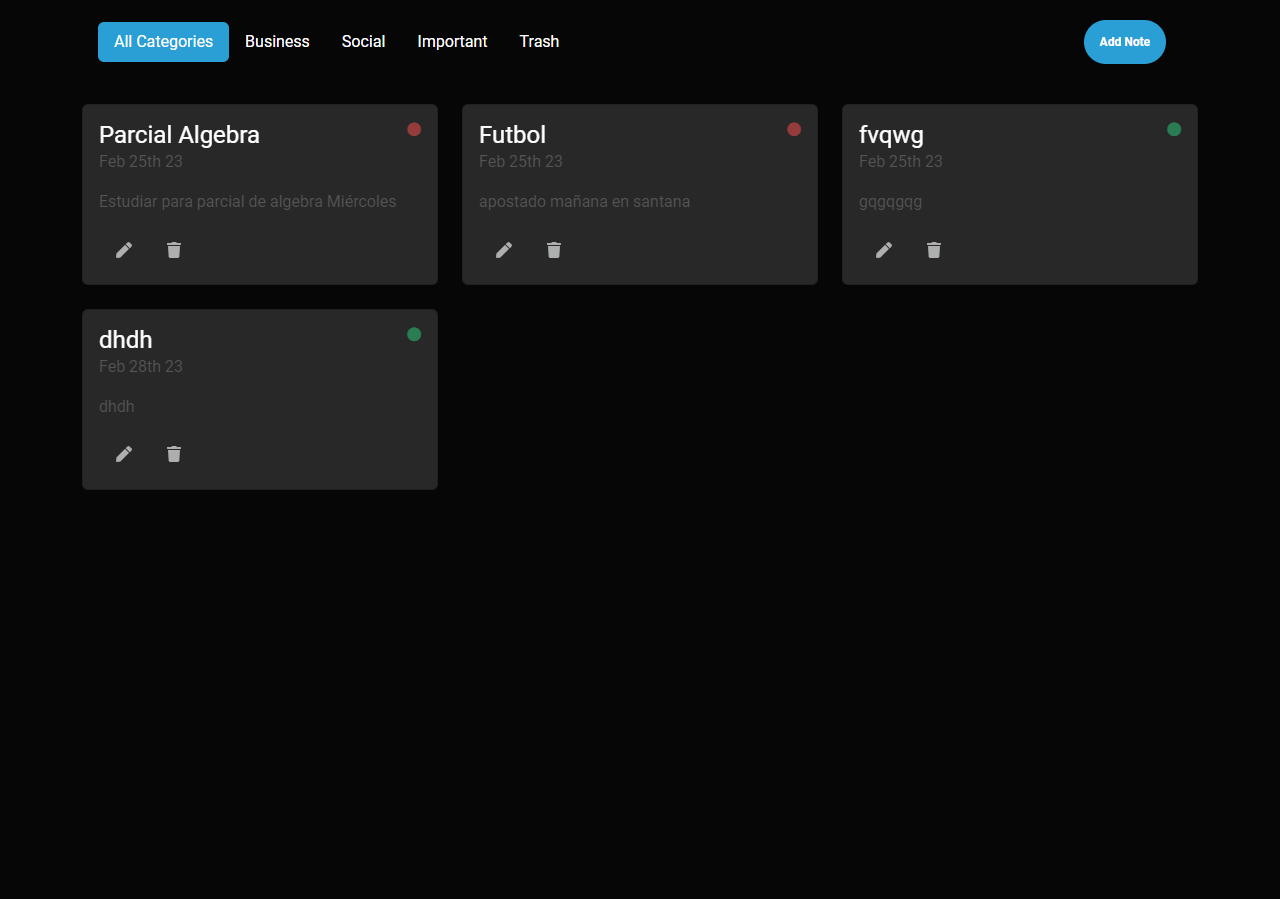 All Categories Business Social Important Trash Add Note
Parcial Algebra
Feb 25th 23
Estudiar para parcial de algebra Miércoles
Futbol
Feb 25th 23
apostado mañana en santana
fvqwg
Feb 25th 23
gqgqgqg
dhdh
Feb 28th 23
dhdh